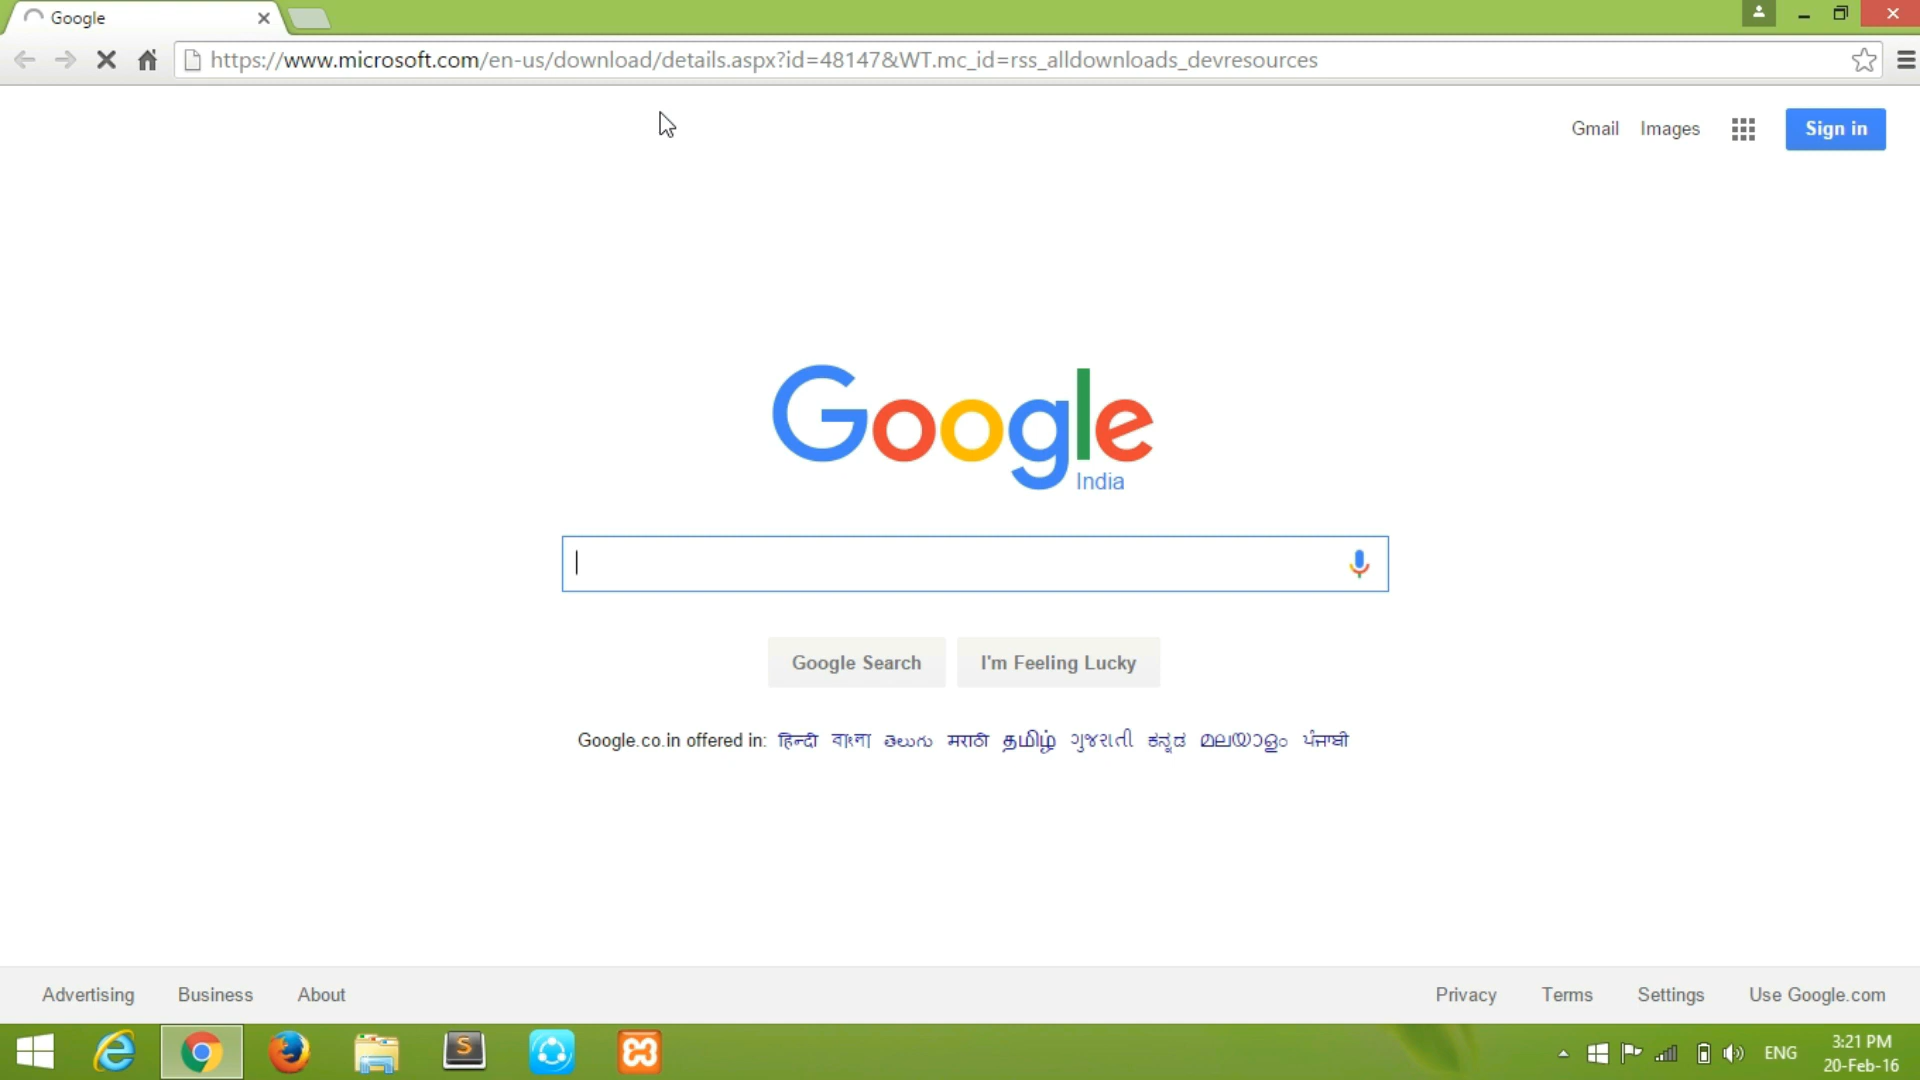 Google
https://www.microsoft.com/en-us/download/details.aspx?id=48147&WT.mc_id=rss_alldownloads_devresources
Gmail Images Sign in
Google
India
Google Search I'm Feeling Lucky
Google.co.in offered in: हिन्दी বাংলা తెలుగు मराठी தமிழ் ગુજરાતી ಕನ್ನಡ മലയാളം ਪੰਜਾਬੀ
Advertising Business About Privacy Terms Settings Use Google.com
S
ENG
3:21 PM
20-Feb-16